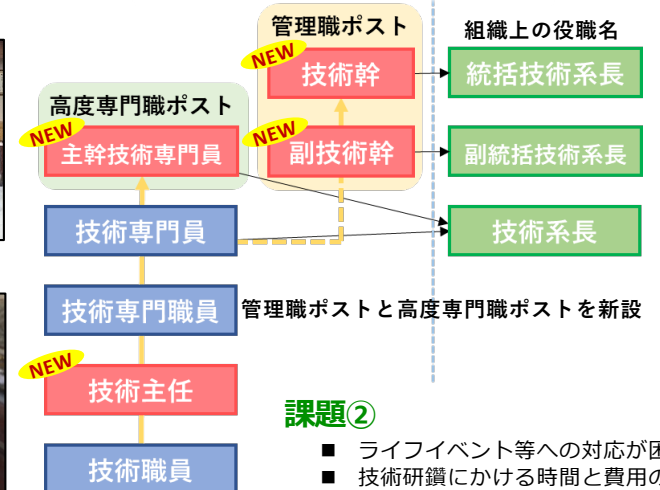 管理職ポスト
組織上の役職名
NEW
技術幹
統括技術系長
高度専門職ポスト
NEW
主幹技術専門員
NEW
副技術幹
副統括技術系長
技術専門員
技術系長
技術専門職員
管理職ポストと高度専門職ポストを新設
NEW
技術主任
課題②
■ ライフイベント等への対応が困
技術職員
■ 技術研鑽にかける時間と費用の